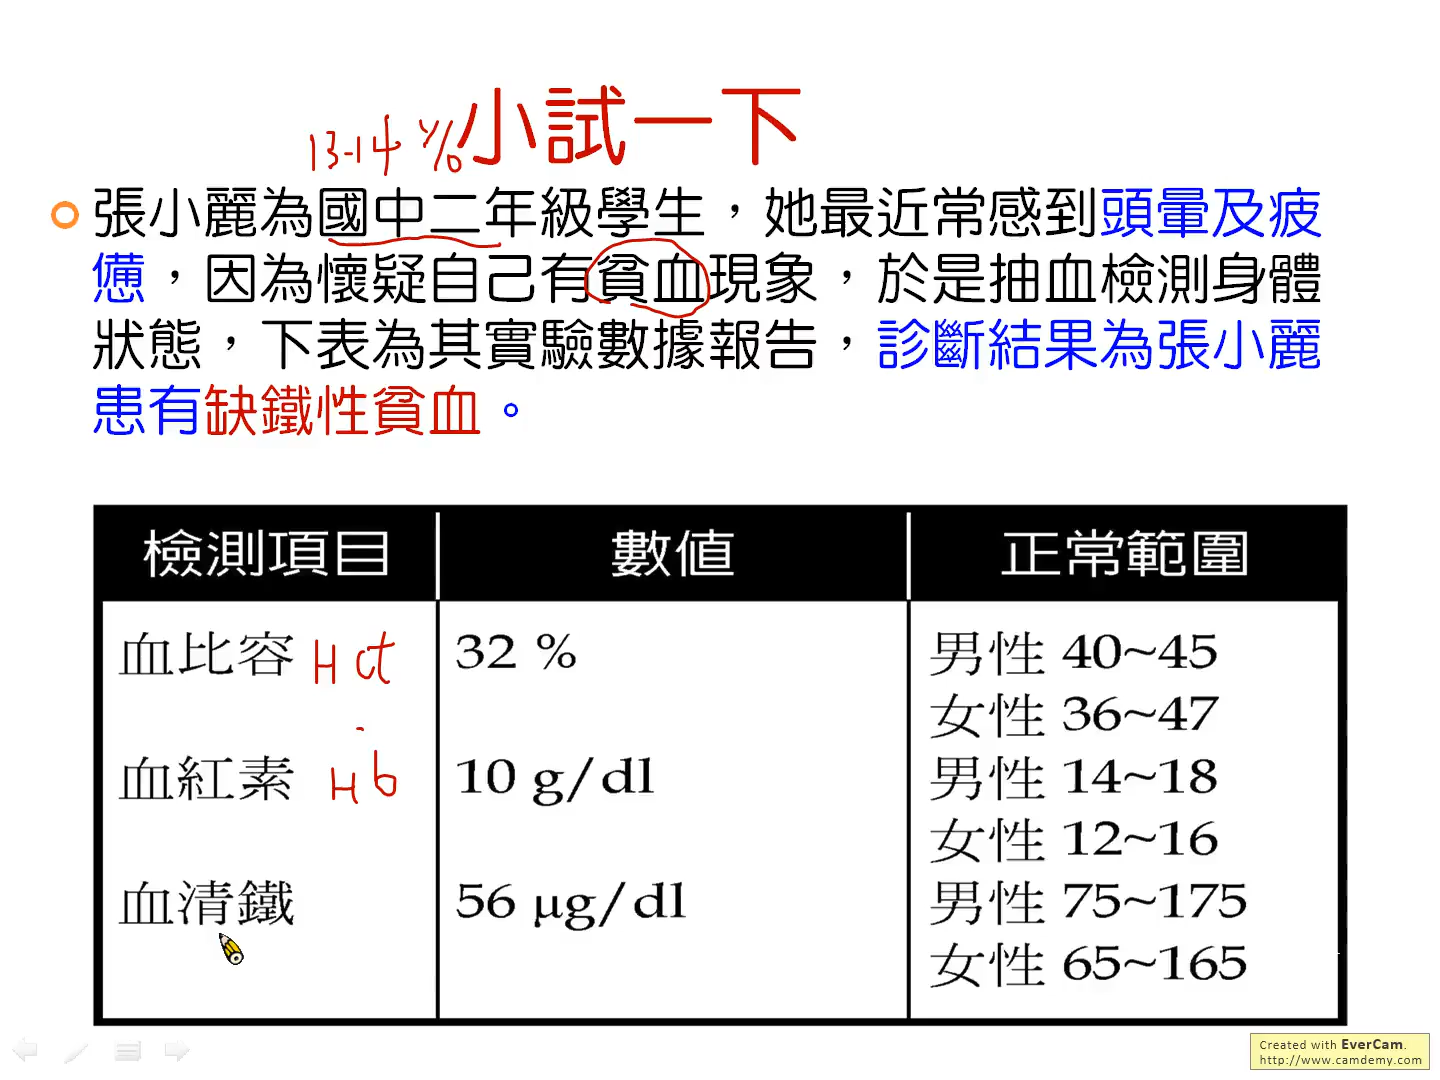 小試一下
13-14 y/o
張小麗為國中二年級學生，她最近常感到頭暈及疲
憊，因為懷疑自己有貧血現象，於是抽血檢測身體
狀態，下表為其實驗數據報告，診斷結果為張小麗
患有缺鐵性貧血。
檢測項目 數值 正常範圍
血比容 Hct 32 % 男性 40~45
女性 36~47
血紅素 Hb 10 g/dl 男性 14~18
女性 12~16
血清鐵 56 μg/dl 男性 75~175
女性 65~165
Created with EverCam.
http://www.camdemy.com